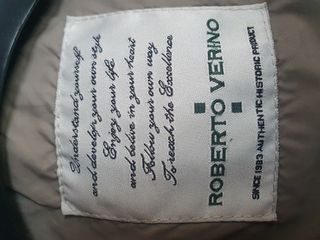 Understand yourself
and develop your own style
Enjoy your life
and belive in your heart
Follow your own way
To reach the Excellence
ROBERTO VERINO
SINCE 1983 AUTHENTIC HISTORIC PRODUCT